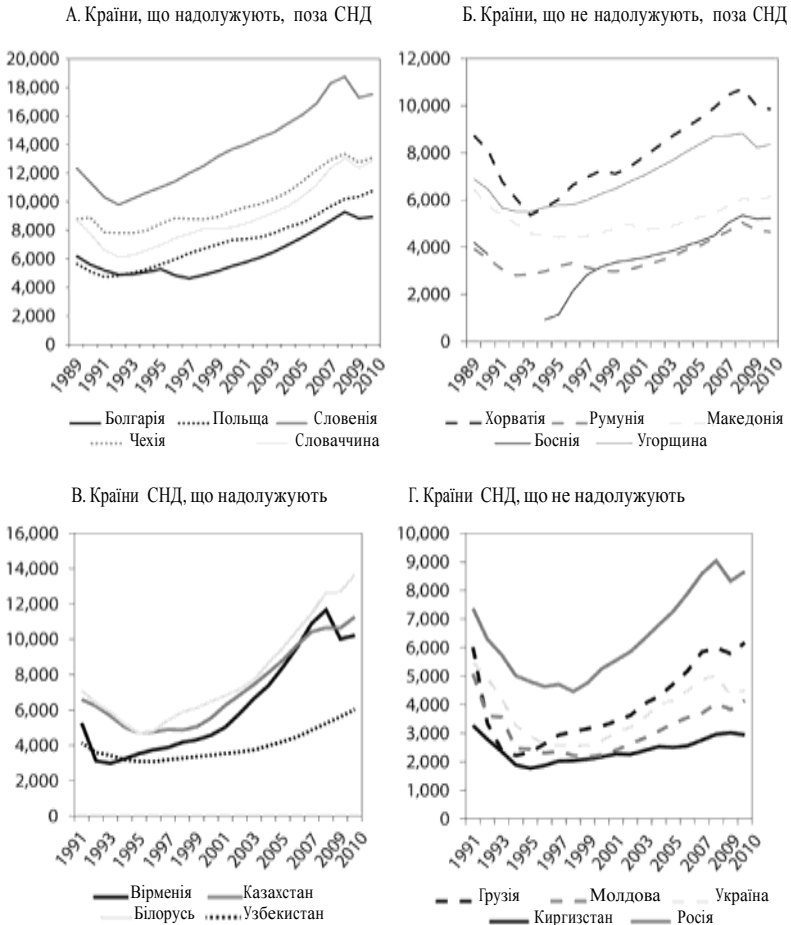 А. Країни, що надолужують, поза СНД
20,000
18,000
16,000
14,000
12,000
10,000
8,000
6,000
4,000
2,000
0
1989 1991 1993 1995 1997 1999 2001 2003 2005 2007 2009 2010
Болгарія Польща Словенія
Чехія Словаччина
Б. Країни, що не надолужують, поза СНД
12,000
10,000
8,000
6,000
4,000
2,000
0
1989 1991 1993 1995 1997 1999 2001 2003 2005 2007 2009 2010
Хорватія Румунія Македонія
Боснія Угорщина
В. Країни СНД, що надолужують
16,000
14,000
12,000
10,000
8,000
6,000
4,000
2,000
0
1991 1993 1995 1997 1999 2001 2003 2005 2007 2009 2010
Вірменія Казахстан
Білорусь Узбекистан
Г. Країни СНД, що не надолужують
10,000
9,000
8,000
7,000
6,000
5,000
4,000
3,000
2,000
1,000
0
1991 1993 1995 1997 1999 2001 2003 2005 2007 2009 2010
Грузія Молдова Україна
Киргизстан Росія